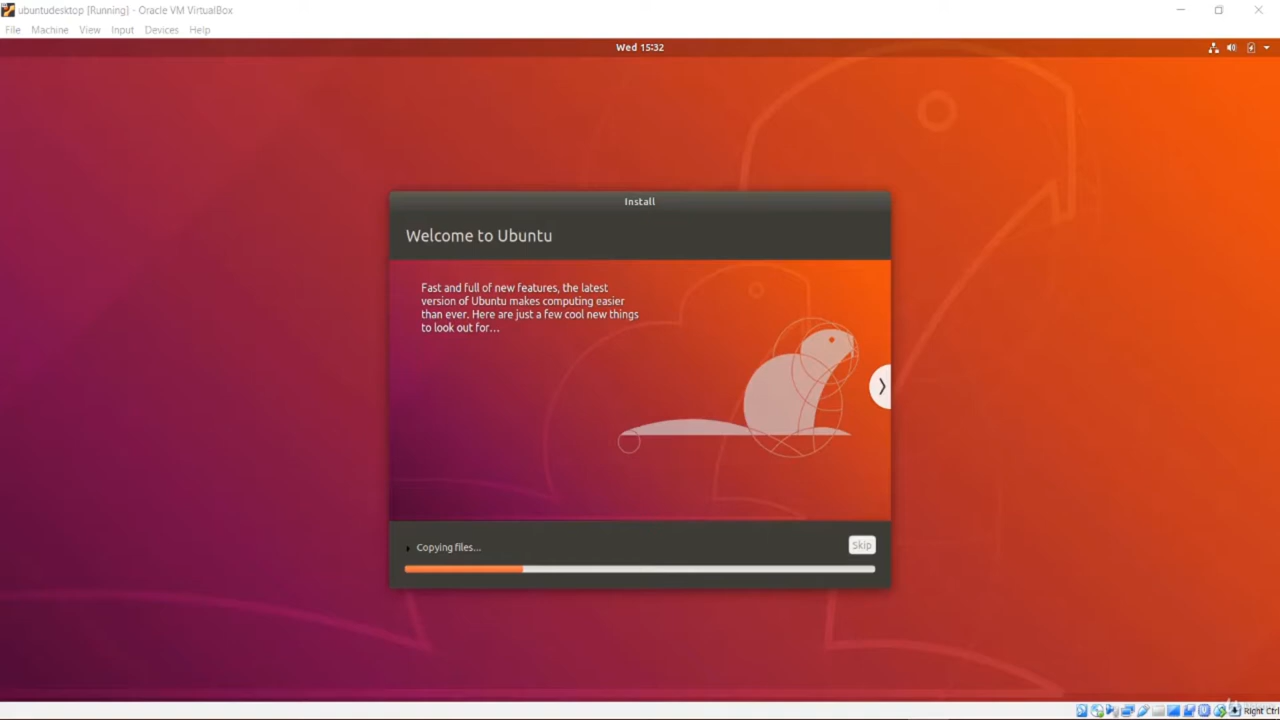 ubuntudesktop [Running] - Oracle VM VirtualBox
File Machine View Input Devices Help
Wed 15:32
Install
Welcome to Ubuntu
Fast and full of new features, the latest
version of Ubuntu makes computing easier
than ever. Here are just a few cool new things
to look out for...
Copying files...
Skip
Right Ctrl